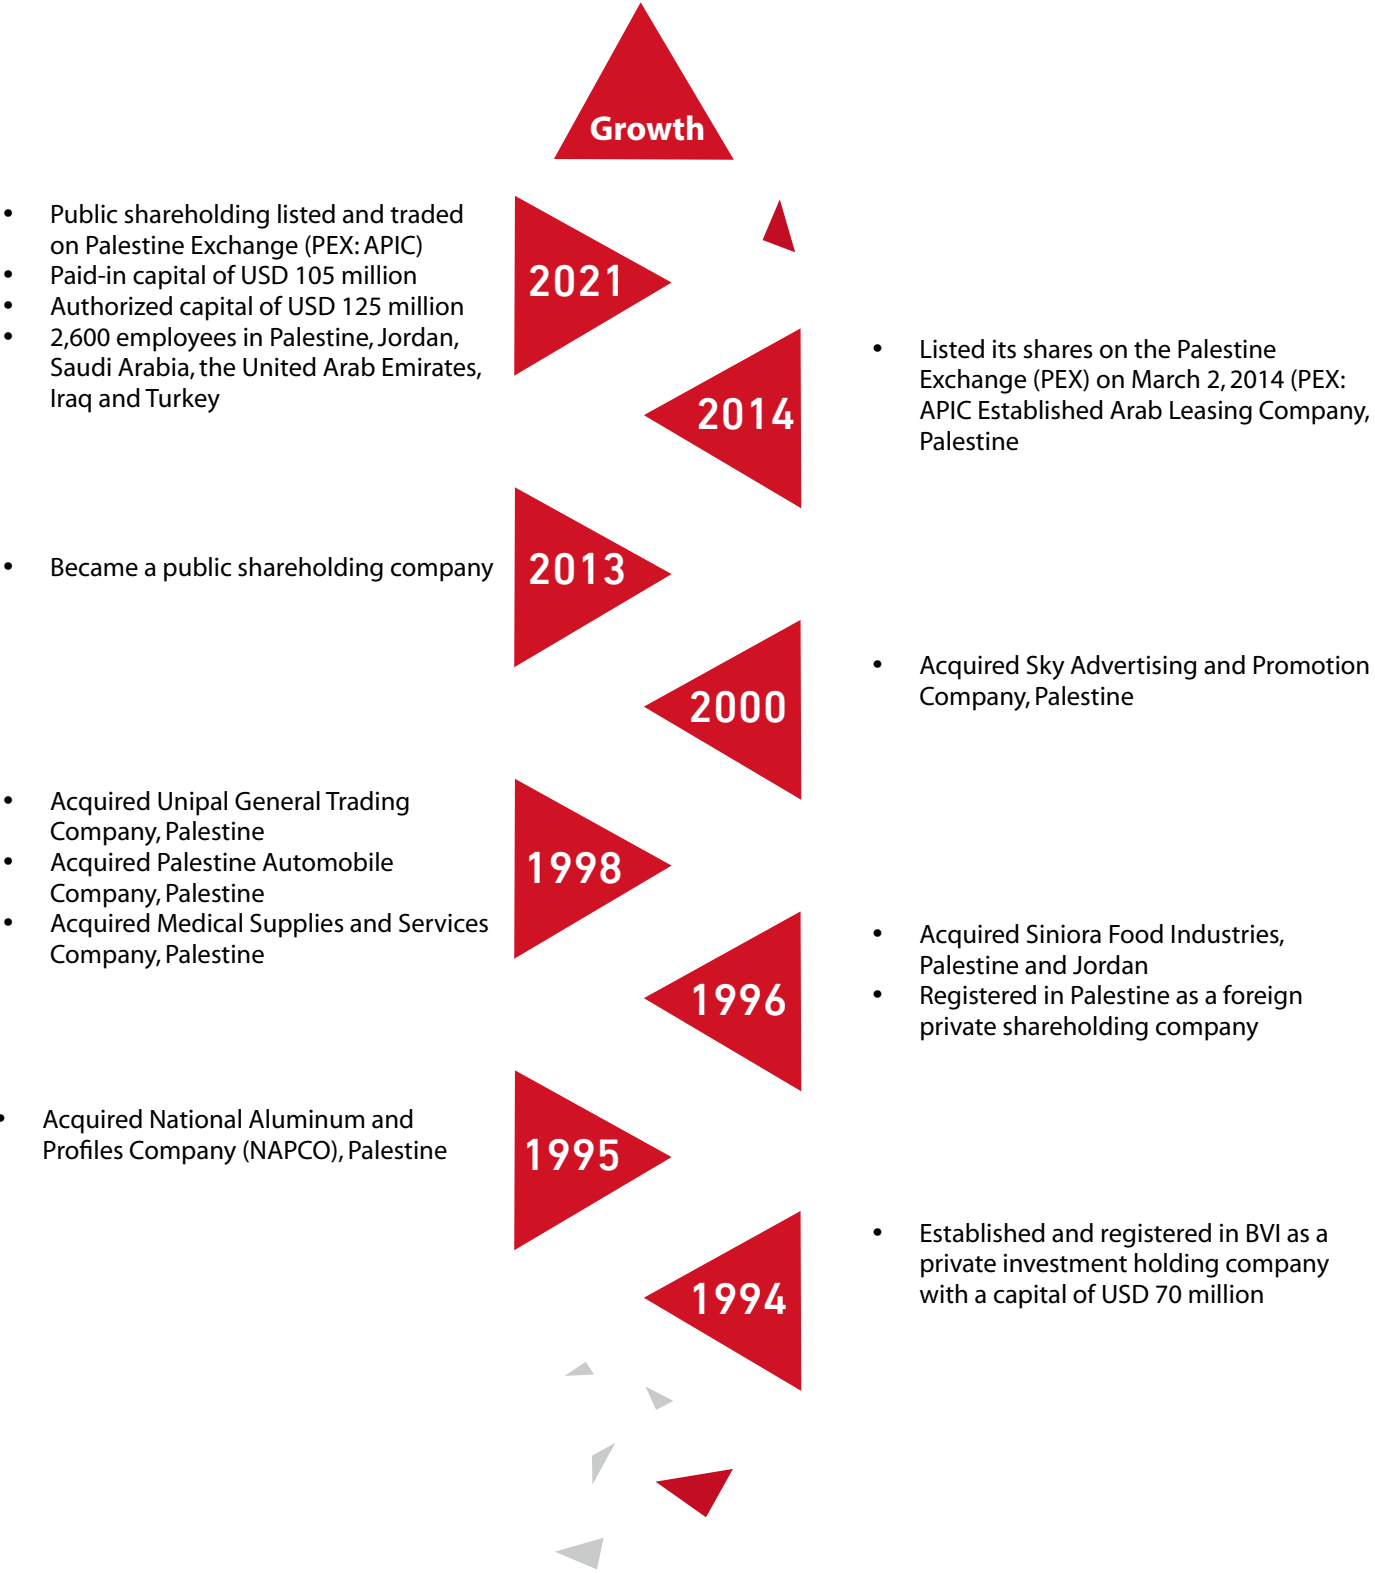 Growth
• Public shareholding listed and traded
on Palestine Exchange (PEX: APIC)
• Paid-in capital of USD 105 million
• Authorized capital of USD 125 million
• 2,600 employees in Palestine, Jordan,
Saudi Arabia, the United Arab Emirates,
Iraq and Turkey
2021
• Listed its shares on the Palestine
Exchange (PEX) on March 2, 2014 (PEX:
APIC Established Arab Leasing Company,
Palestine
2014
• Became a public shareholding company
2013
• Acquired Sky Advertising and Promotion
Company, Palestine
2000
• Acquired Unipal General Trading
Company, Palestine
• Acquired Palestine Automobile
Company, Palestine
• Acquired Medical Supplies and Services
Company, Palestine
1998
• Acquired Siniora Food Industries,
Palestine and Jordan
• Registered in Palestine as a foreign
private shareholding company
1996
• Acquired National Aluminum and
Profiles Company (NAPCO), Palestine
1995
• Established and registered in BVI as a
private investment holding company
with a capital of USD 70 million
1994